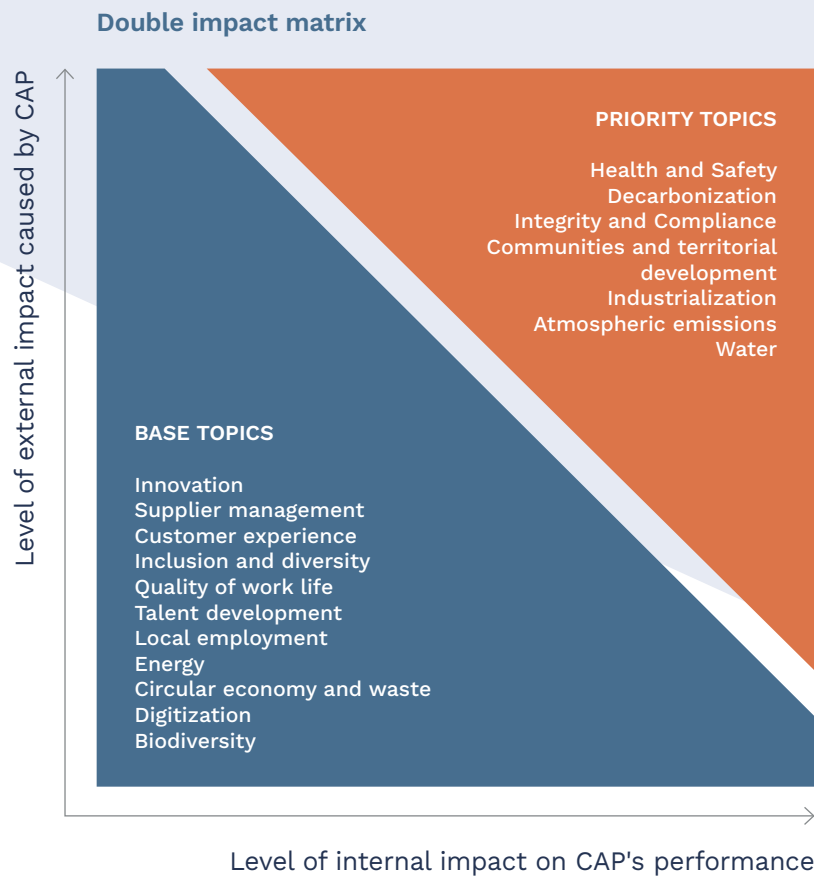 Double impact matrix
Level of external impact caused by CAP
PRIORITY TOPICS
Health and Safety
Decarbonization
Integrity and Compliance
Communities and territorial
development
Industrialization
Atmospheric emissions
Water
BASE TOPICS
Innovation
Supplier management
Customer experience
Inclusion and diversity
Quality of work life
Talent development
Local employment
Energy
Circular economy and waste
Digitization
Biodiversity
Level of internal impact on CAP's performance